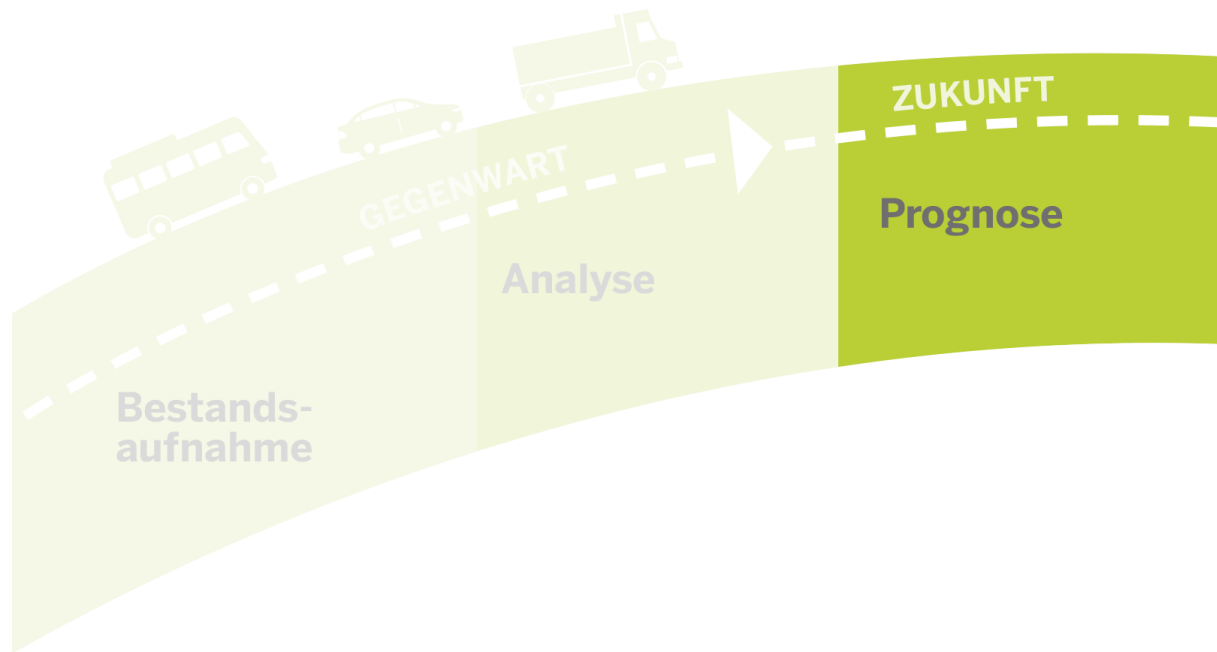 Bestands-
aufnahme
GEGENWART
Analyse
ZUKUNFT
Prognose